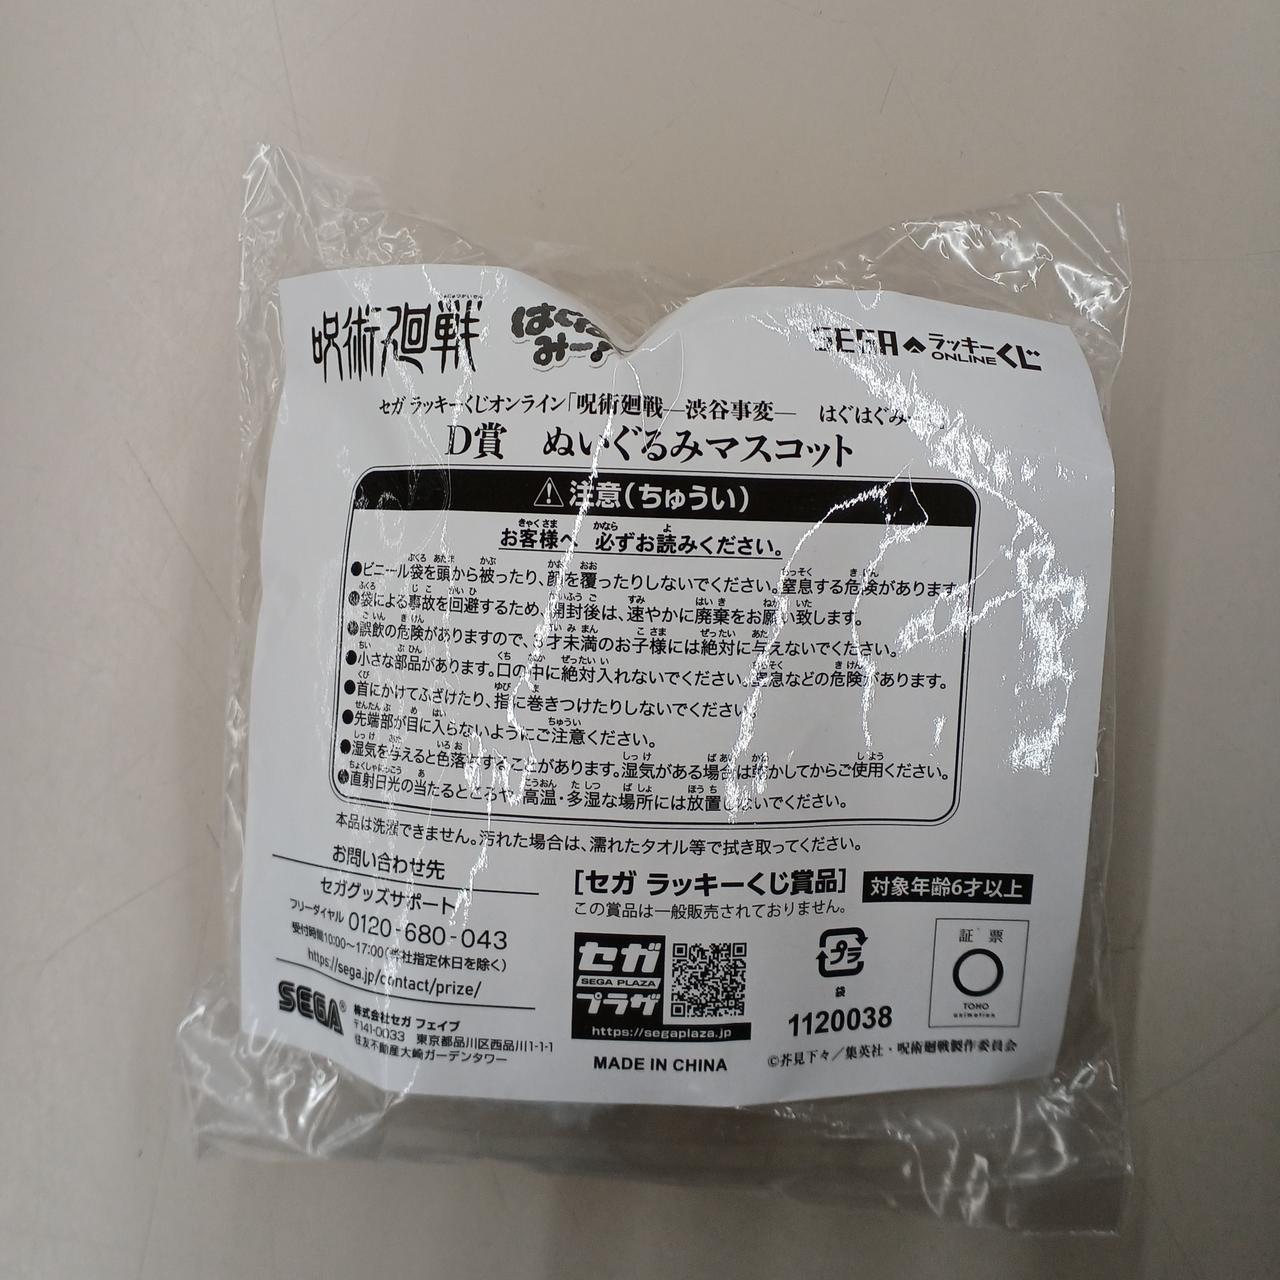 呪術廻戦
じゅじゅつかいせん
はぐはぐ
みー!
SEGA ラッキーくじ
ONLINE
セガ ラッキーくじオンライン「呪術廻戦―渋谷事変― はぐはぐみ
D賞 ぬいぐるみマスコット
注意(ちゅうい)
お客様へ 必ずお読みください。
●ビニール袋を頭から被ったり、顔を覆ったりしないでください。窒息する危険があります。
●袋による事故を回避するため、開封後は、速やかに廃棄をお願い致します。
●誤飲の危険がありますので、3才未満のお子様には絶対に与えないでください。
●小さな部品があります。口の中に絶対入れないでください。窒息などの危険があります。
●首にかけてふざけたり、指に巻きつけたりしないでください。
●先端部が目に入らないようにご注意ください。
●湿気を与えると色落ちすることがあります。湿気がある場合は乾かしてからご使用ください。
●直射日光の当たるところや、高温・多湿な場所には放置しないでください。
本品は洗濯できません。汚れた場合は、濡れたタオル等で拭き取ってください。
お問い合わせ先
セガグッズサポート
フリーダイヤル 0120-680-043
受付時間10:00~17:00(弊社指定休日を除く)
https://sega.jp/contact/prize/
SEGA®
株式会社セガ フェイブ
〒141-0033 東京都品川区西品川1-1-1
住友不動産大崎ガーデンタワー
[セガ ラッキーくじ賞品]
この賞品は一般販売されておりません。
対象年齢6才以上
セガ
SEGA PLAZA
プラザ
https://segaplaza.jp/
MADE IN CHINA
プラ
袋
1120038
証票
TOHO
animation
©芥見下々/集英社・呪術廻戦製作委員会